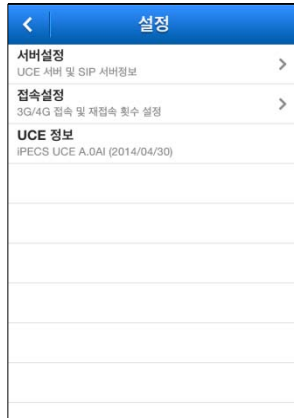 설정
서버설정
UCE 서버 및 SIP 서버정보
접속설정
3G/4G 접속 및 재접속 횟수 설정
UCE 정보
iPECS UCE A.0AI (2014/04/30)